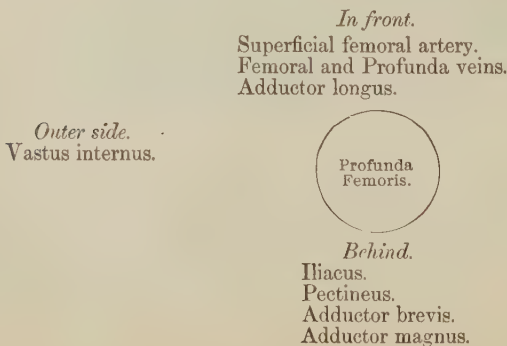 In front.
Superficial femoral artery.
Femoral and Profunda veins.
Adductor longus.
Outer side.
Vastus internus.
Profunda
Femoris.
Behind.
Iliacus.
Pectineus.
Adductor brevis.
Adductor magnus.